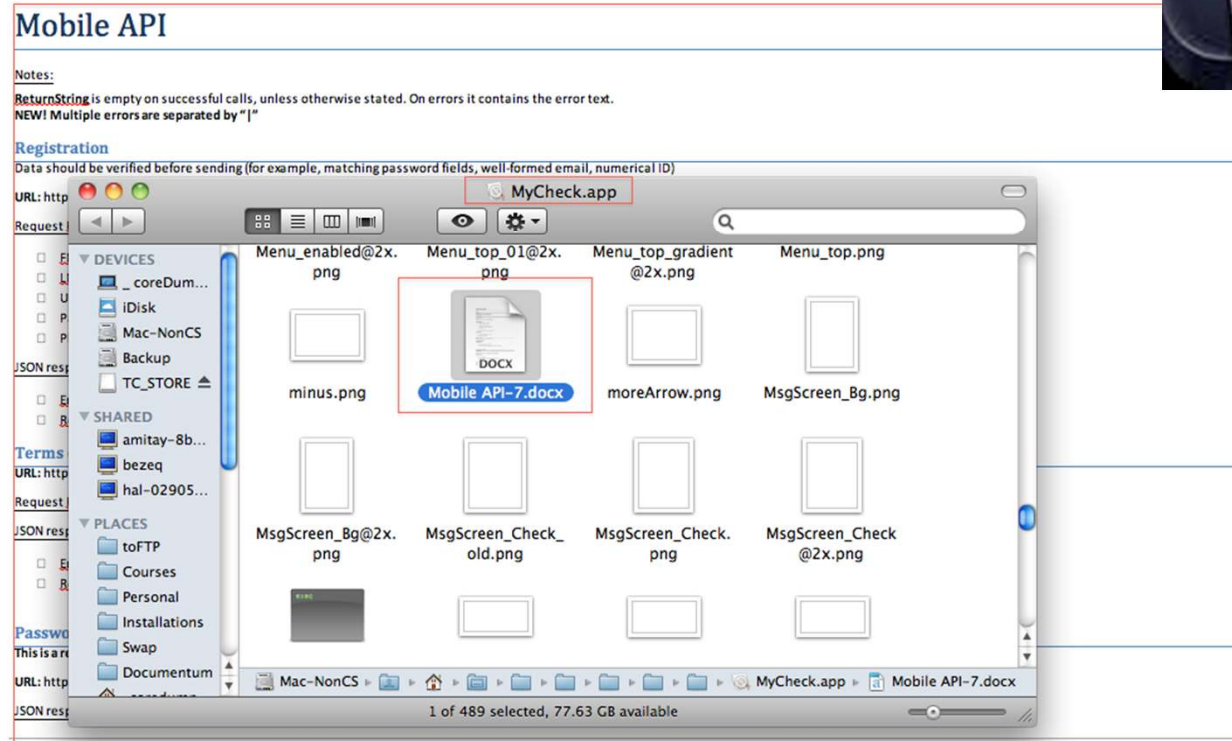 Mobile API
Notes:
ReturnString is empty on successful calls, unless otherwise stated. On errors it contains the error text.
NEW! Multiple errors are separated by "|"
Registration
Data should be verified before sending (for example, matching password fields, well-formed email, numerical ID)
URL: http
Request
JSON resp
Terms
URL: http
Request
JSON resp
Passwo
This is a re
URL: http
JSON resp
MyCheck.app
DEVICES
_ coreDum...
iDisk
Mac-NonCS
Backup
TC_STORE
SHARED
amitay-8b...
bezeq
hal-02905...
PLACES
toFTP
Courses
Personal
Installations
Swap
Documentum
Menu_enabled@2x.
png
Menu_top_01@2x.
png
Menu_top_gradient
@2x.png
Menu_top.png
minus.png
DOCX
Mobile API-7.docx
moreArrow.png
MsgScreen_Bg.png
MsgScreen_Bg@2x.
png
MsgScreen_Check_
old.png
MsgScreen_Check.
png
MsgScreen_Check
@2x.png
Mac-NonCS
MyCheck.app
Mobile API-7.docx
1 of 489 selected, 77.63 GB available